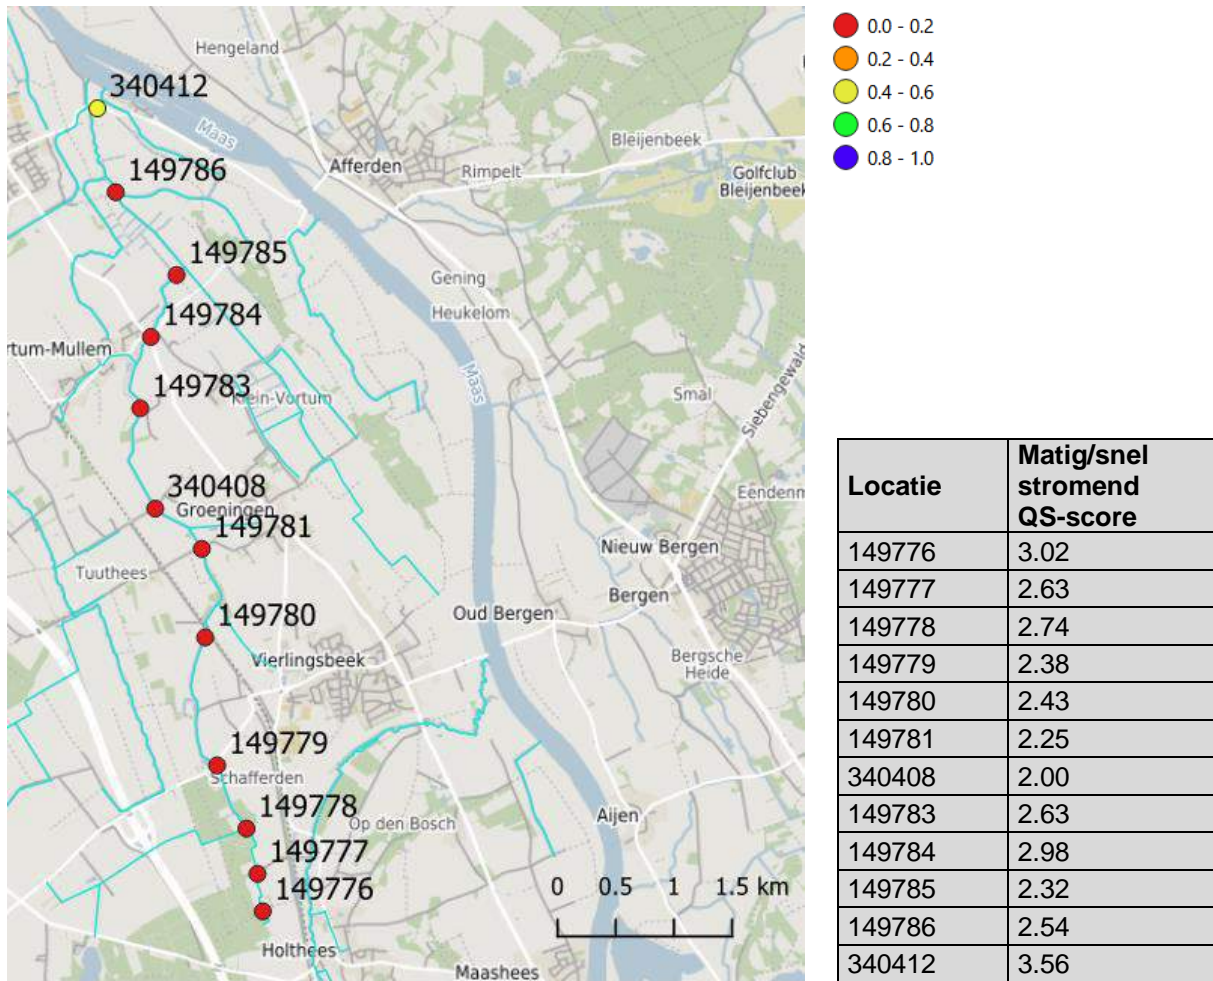 Hengeland
340412
Maas
Bleijenbeek
149786
Afferden
Rimpelt
Golfclub
Bleijenbeek
149785
Gening
149784
Heukelom
rtum-Mullem
Maas
149783
Klein-Vortum
Smal
Siebengewald
340408
Groeningen
Eendenm
149781
Nieuw Bergen
Tuuthees
Bergen
149780
Oud Bergen
Vierlingsbeek
Bergsche
Heide
149779
Schafferden
149778
Op den Bosch
Aijen
149777
149776
0 0.5 1 1.5 km
Holthees
Maashees
0.0 - 0.2
0.2 - 0.4
0.4 - 0.6
0.6 - 0.8
0.8 - 1.0
Locatie
Matig/snel
stromend
QS-score
149776 3.02
149777 2.63
149778 2.74
149779 2.38
149780 2.43
149781 2.25
340408 2.00
149783 2.63
149784 2.98
149785 2.32
149786 2.54
340412 3.56